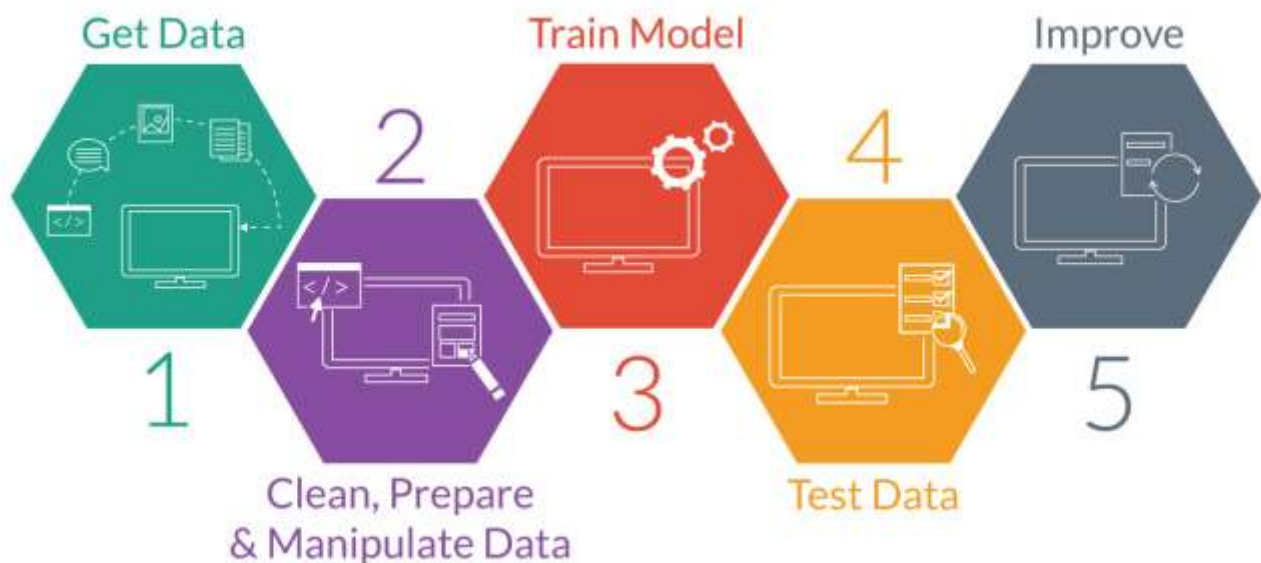 Get Data
1
</>
2
</>
Clean, Prepare
& Manipulate Data
Train Model
3
4
Test Data
Improve
5